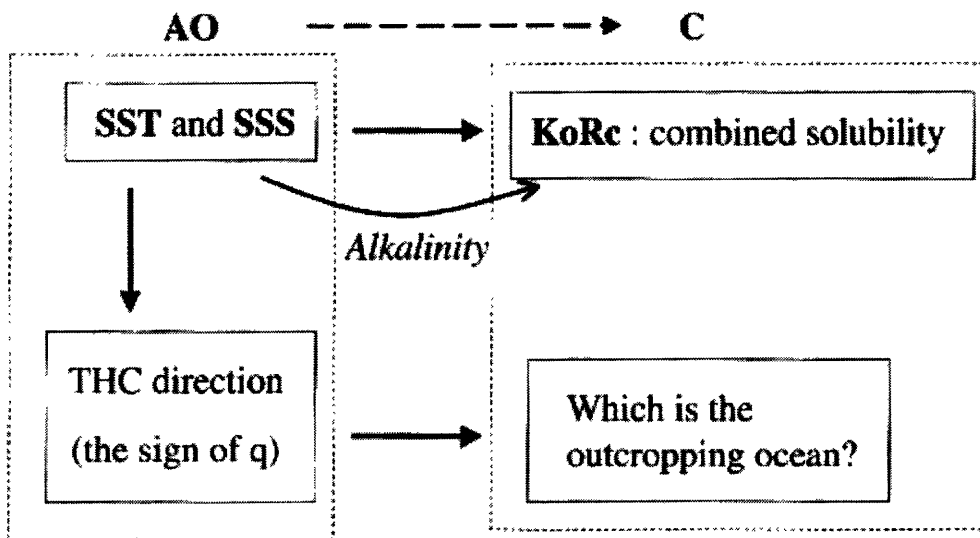 AO C
SST and SSS
KoRc : combined solubility
Alkalinity
THC direction
(the sign of q)
Which is the
outcropping ocean?